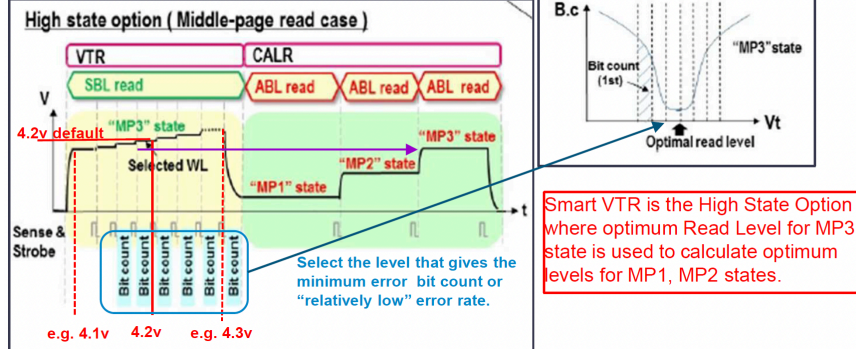 High state option ( Middle-page read case )
VTR
CALR
SBL read
ABL read
ABL read
ABL read
V
4.2v default
"MP3" state
Selected WL
"MP1" state
"MP2" state
"MP3" state
t
Sense &
Strobe
Bit count
Bit count
Bit count
Bit count
Bit count
Bit count
e.g. 4.1v
4.2v
e.g. 4.3v
Select the level that gives the
minimum error bit count or
"relatively low" error rate.
B.c
"MP3" state
Bit count
(1st)
Vt
Optimal read level
Smart VTR is the High State Option
where optimum Read Level for MP3
state is used to calculate optimum
levels for MP1, MP2 states.